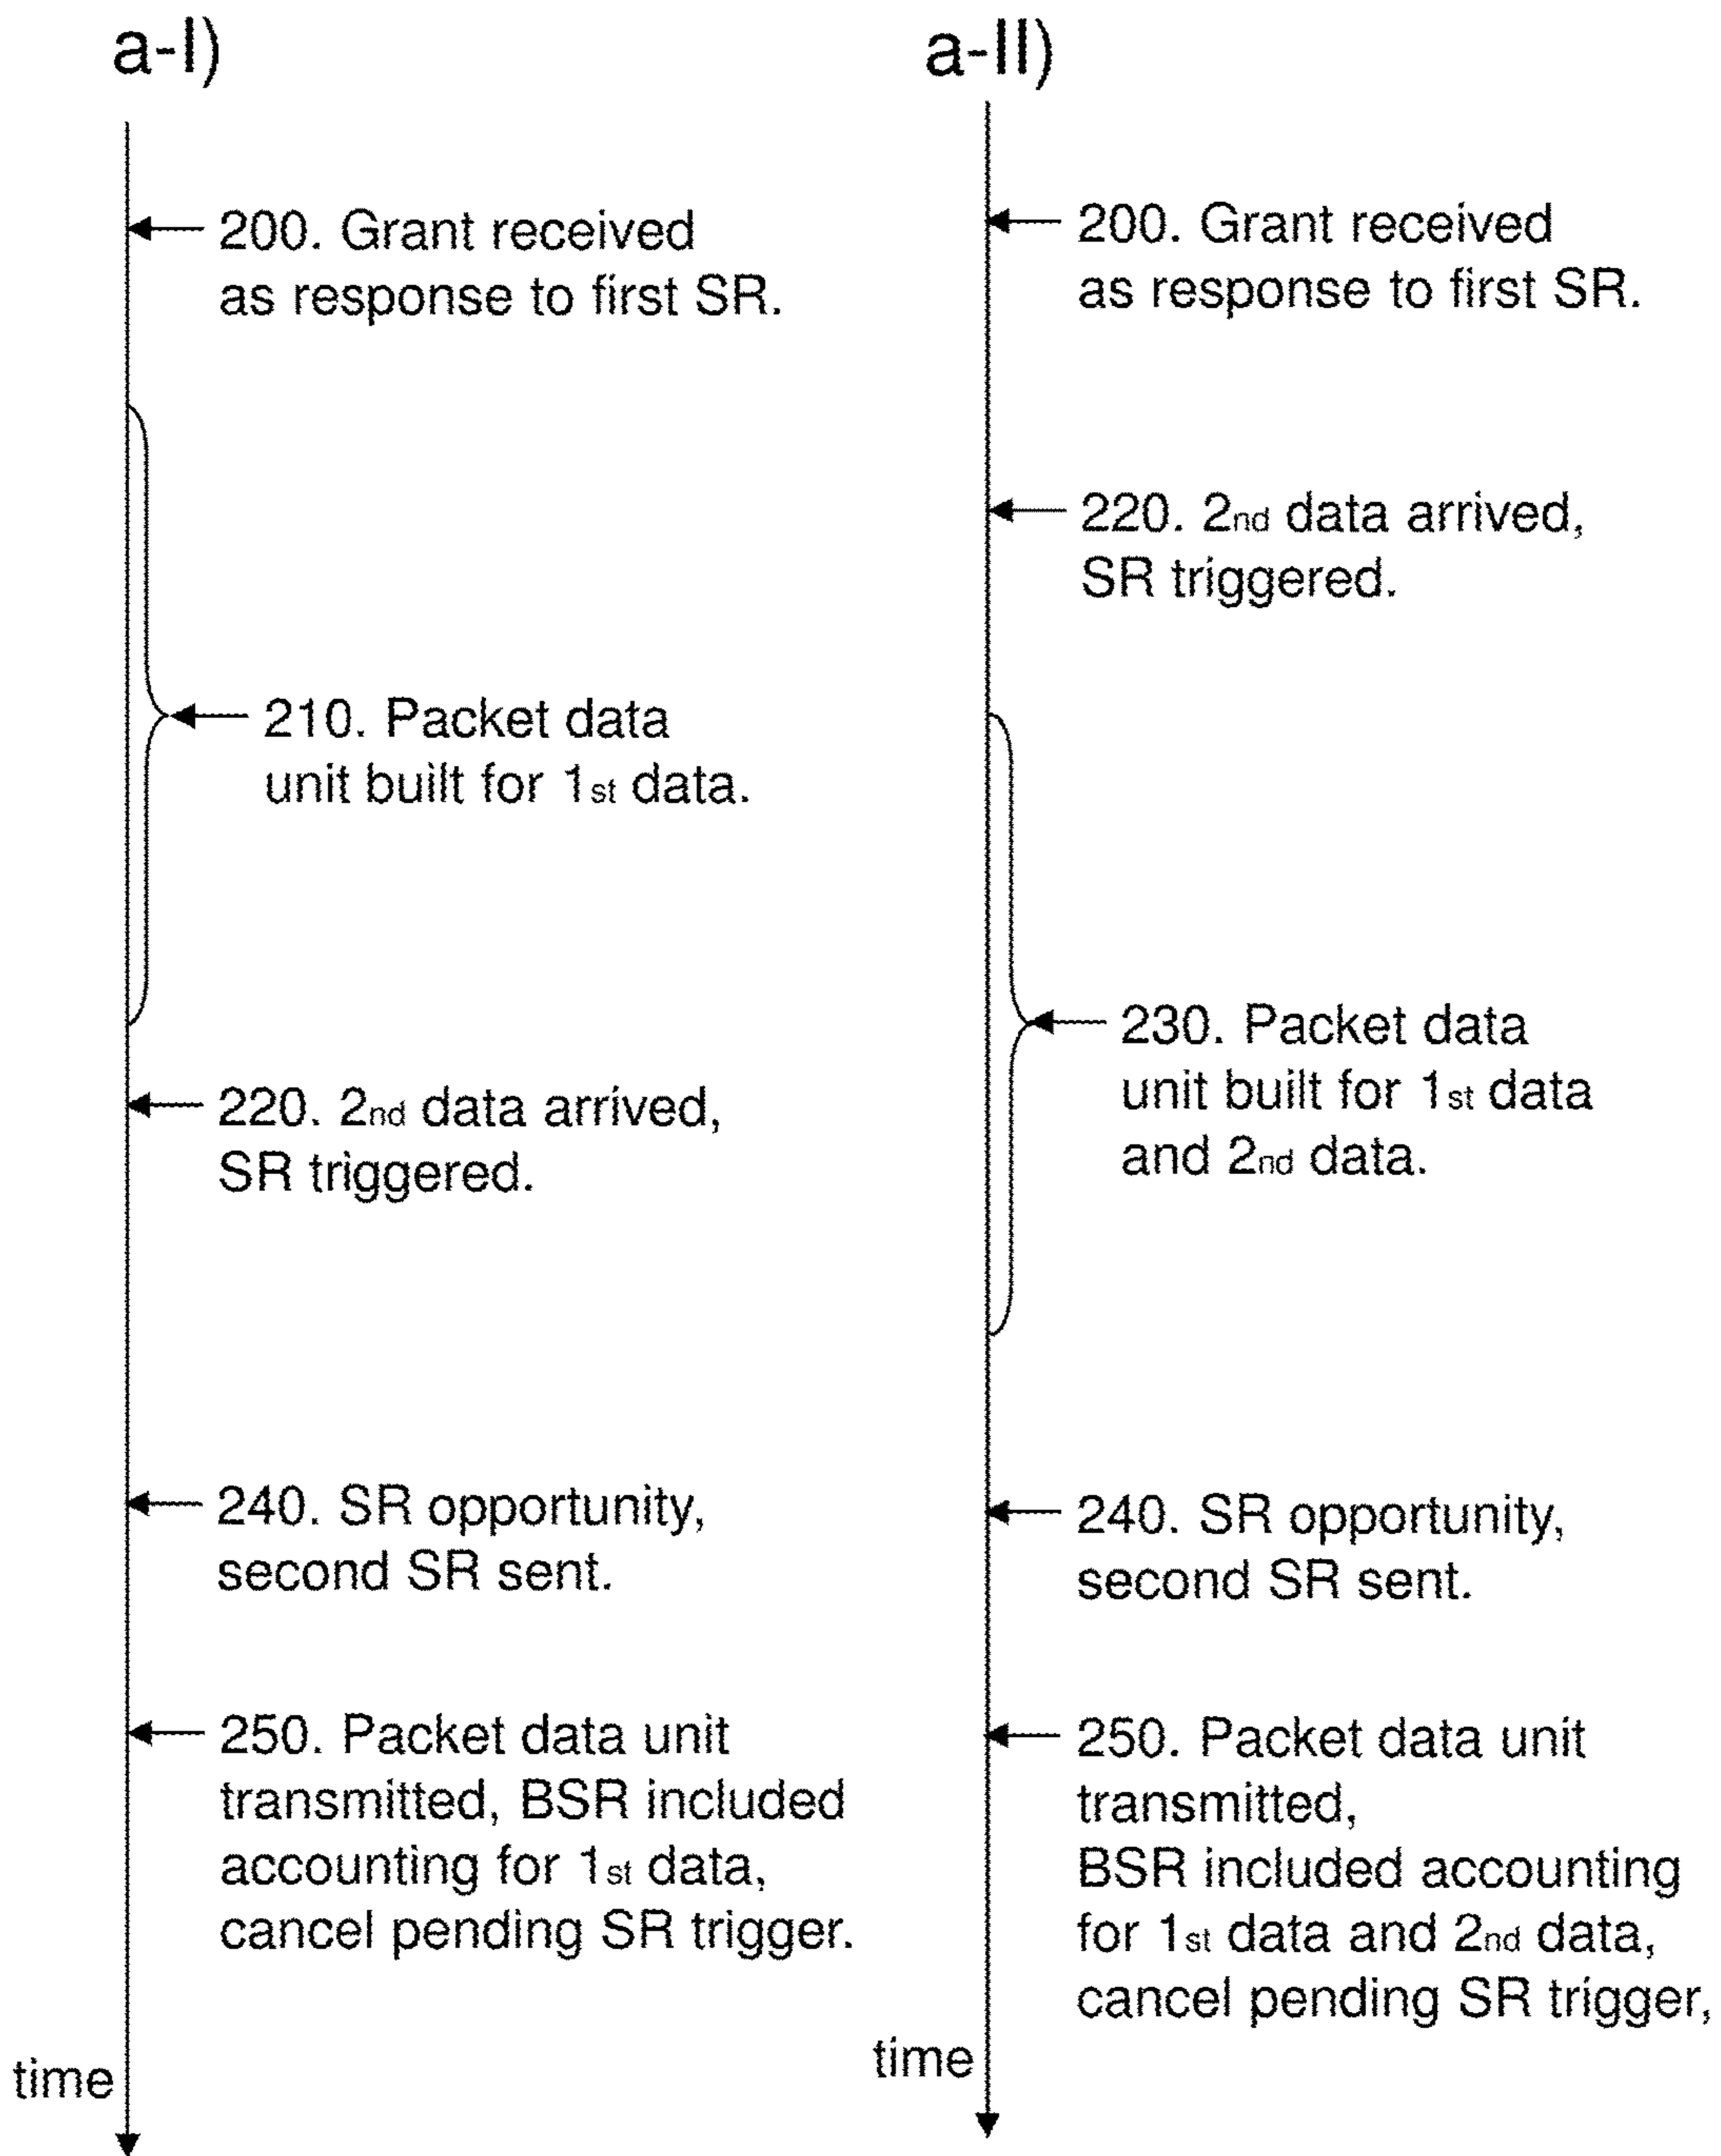 a-I)
200. Grant received
as response to first SR.
210. Packet data
unit built for 1st data.
220. 2nd data arrived,
SR triggered.
240. SR opportunity,
second SR sent.
250. Packet data unit
transmitted, BSR included
accounting for 1st data,
cancel pending SR trigger.
time
a-II)
200. Grant received
as response to first SR.
220. 2nd data arrived,
SR triggered.
230. Packet data
unit built for 1st data
and 2nd data.
240. SR opportunity,
second SR sent.
250. Packet data unit
transmitted,
BSR included accounting
for 1st data and 2nd data,
cancel pending SR trigger,
time